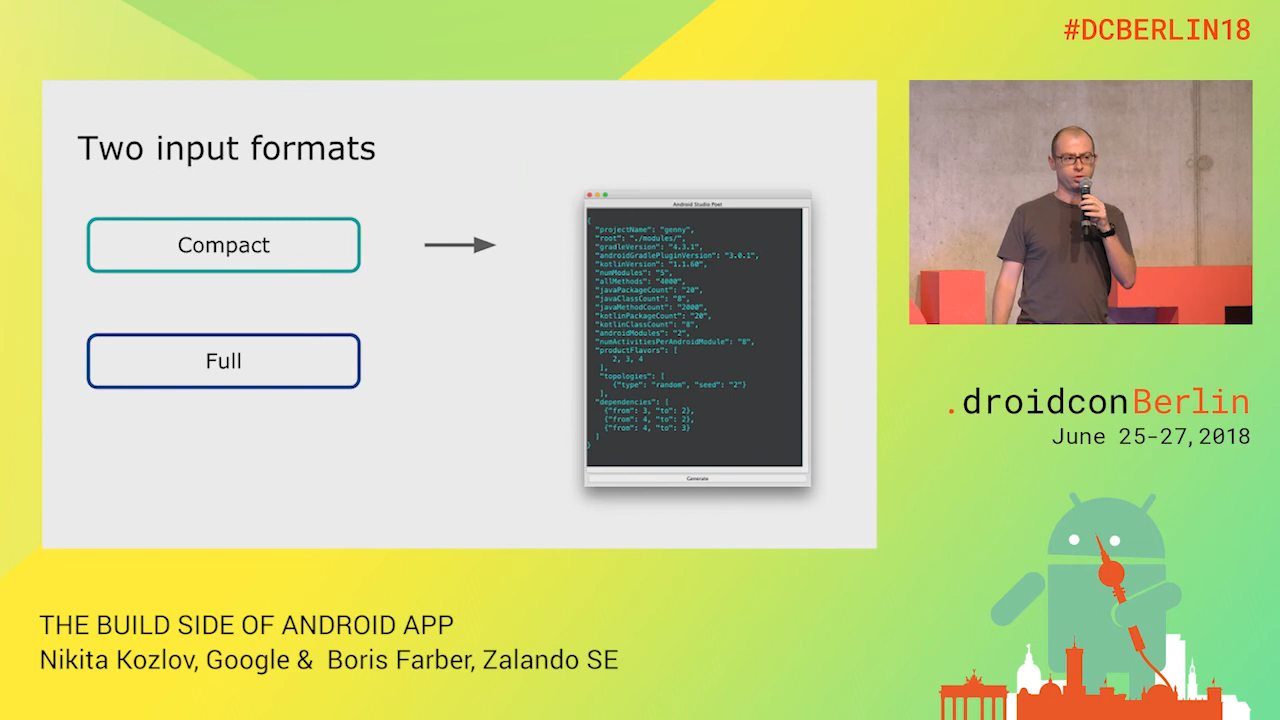 #DCBERLIN18
Two input formats
Compact
Full
Android Studio Poet
{
"projectName": "genny",
"root": "./modules/",
"gradleVersion": "4.3.1",
"androidGradlePluginVersion": "3.0.1",
"kotlinVersion": "1.1.60",
"numModules": "5",
"allMethods": "4000",
"javaPackageCount": "20",
"javaClassCount": "8",
"javaMethodCount": "2000",
"kotlinPackageCount": "20",
"kotlinClassCount": "8",
"androidModules": "2",
"numActivitiesPerAndroidModule": "8",
"productFlavors": [
2, 3, 4
],
"topologies": [
{"type": "random", "seed": "2"}
],
"dependencies": [
{"from": 3, "to": 2},
{"from": 4, "to": 2},
{"from": 4, "to": 3}
]
}
Generate
.droidconBerlin
June 25-27, 2018
THE BUILD SIDE OF ANDROID APP
Nikita Kozlov, Google & Boris Farber, Zalando SE